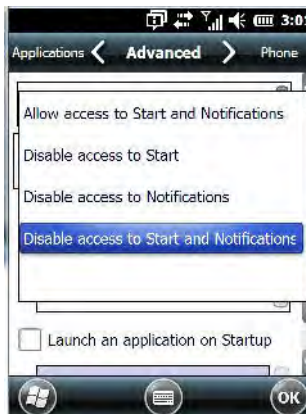 3:0
Applications Advanced Phone
Allow access to Start and Notifications
Disable access to Start
Disable access to Notifications
Disable access to Start and Notifications
Launch an application on Startup
OK